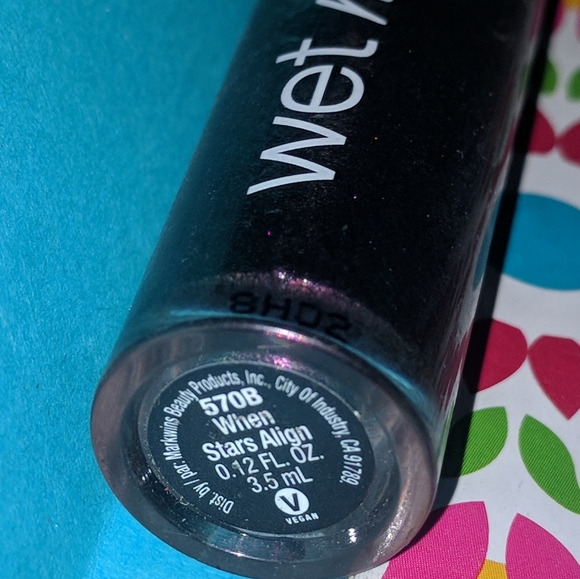 wet n
8H02
Dist by/par: Markwins Beauty Products, Inc., City Of Industry, CA 91789.
570B
When
Stars Align
0.12 FL. OZ.
3.5 mL
V
VEGAN